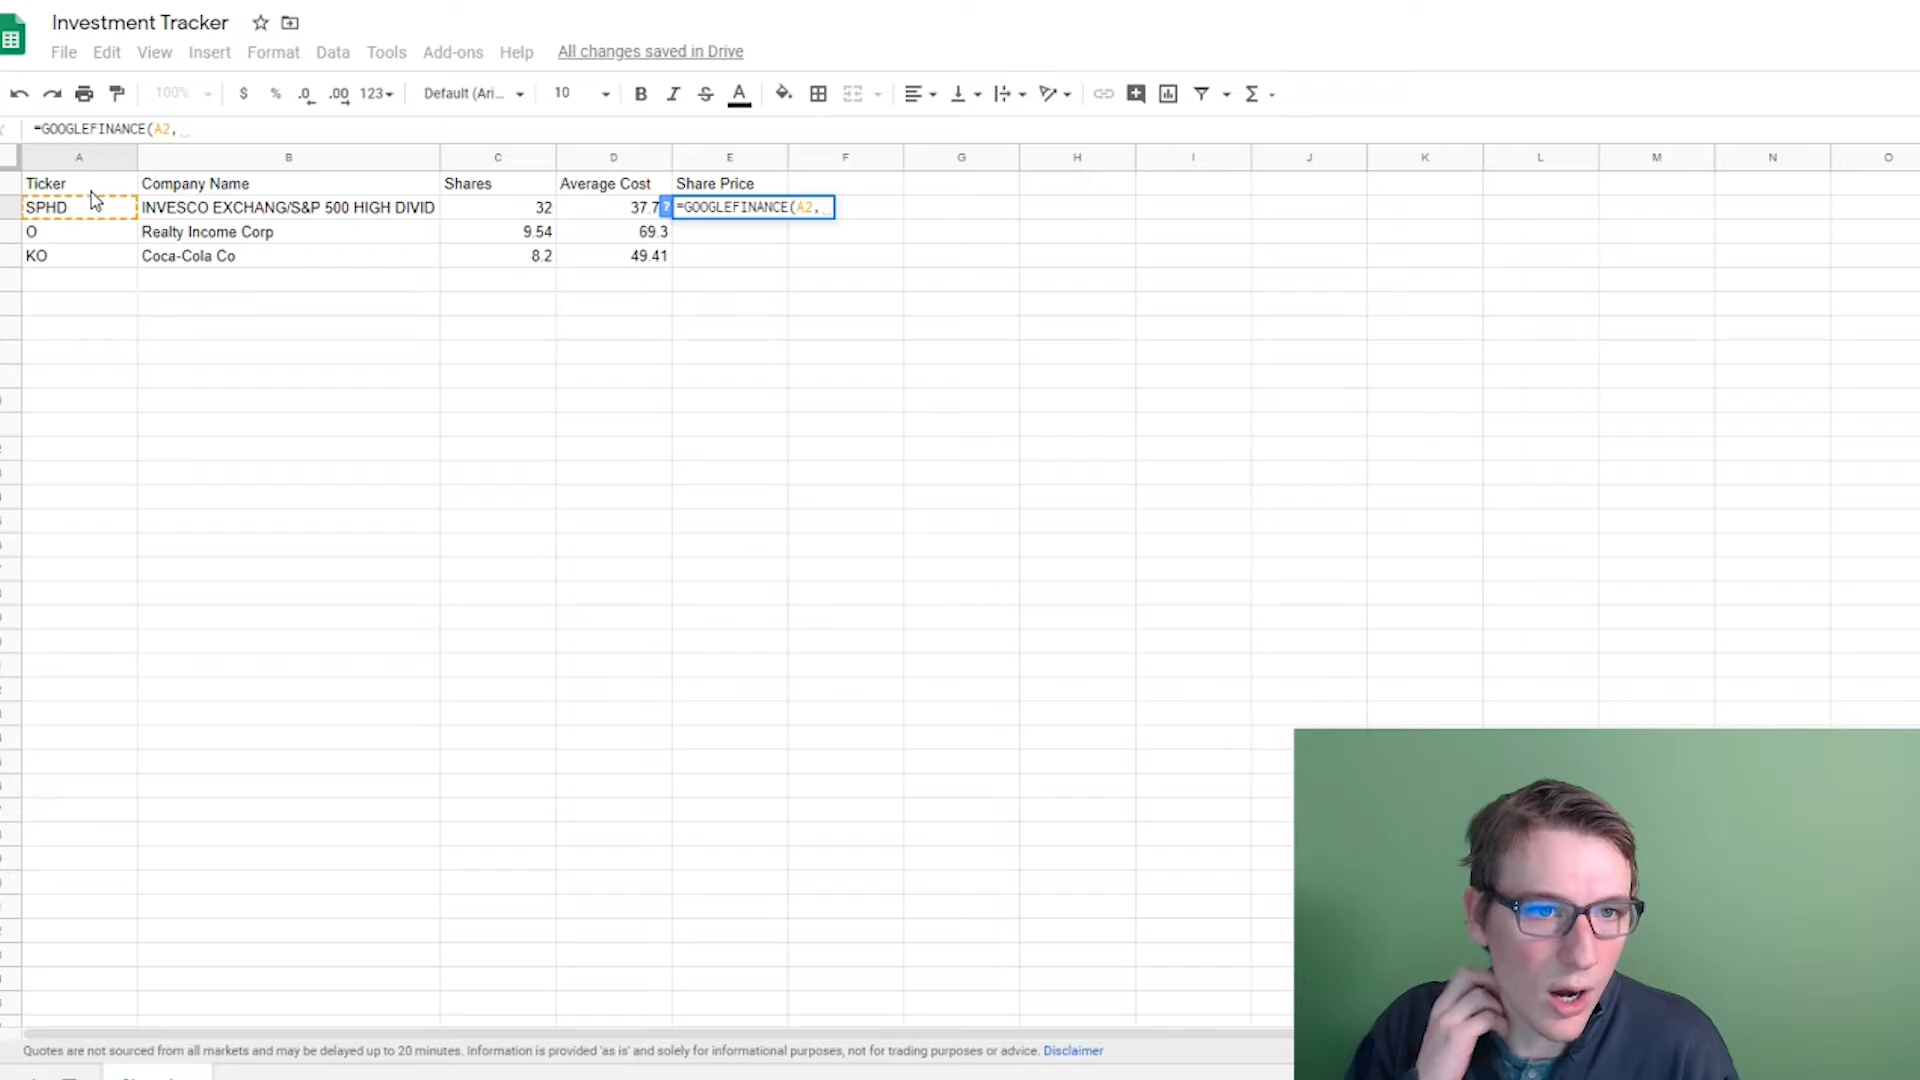 Investment Tracker
File Edit View Insert Format Data Tools Add-ons Help All changes saved in Drive
100% $ % .0 .00 123 Default (Ari... 10 B I S A
=GOOGLEFINANCE(A2,
A B C D E F G H I J K L M N O
Ticker Company Name Shares Average Cost Share Price
SPHD INVESCO EXCHANG/S&P 500 HIGH DIVID 32 37.7 ? =GOOGLEFINANCE(A2,
O Realty Income Corp 9.54 69.3
KO Coca-Cola Co 8.2 49.41
Quotes are not sourced from all markets and may be delayed up to 20 minutes. Information is provided 'as is' and solely for informational purposes, not for trading purposes or advice. Disclaimer